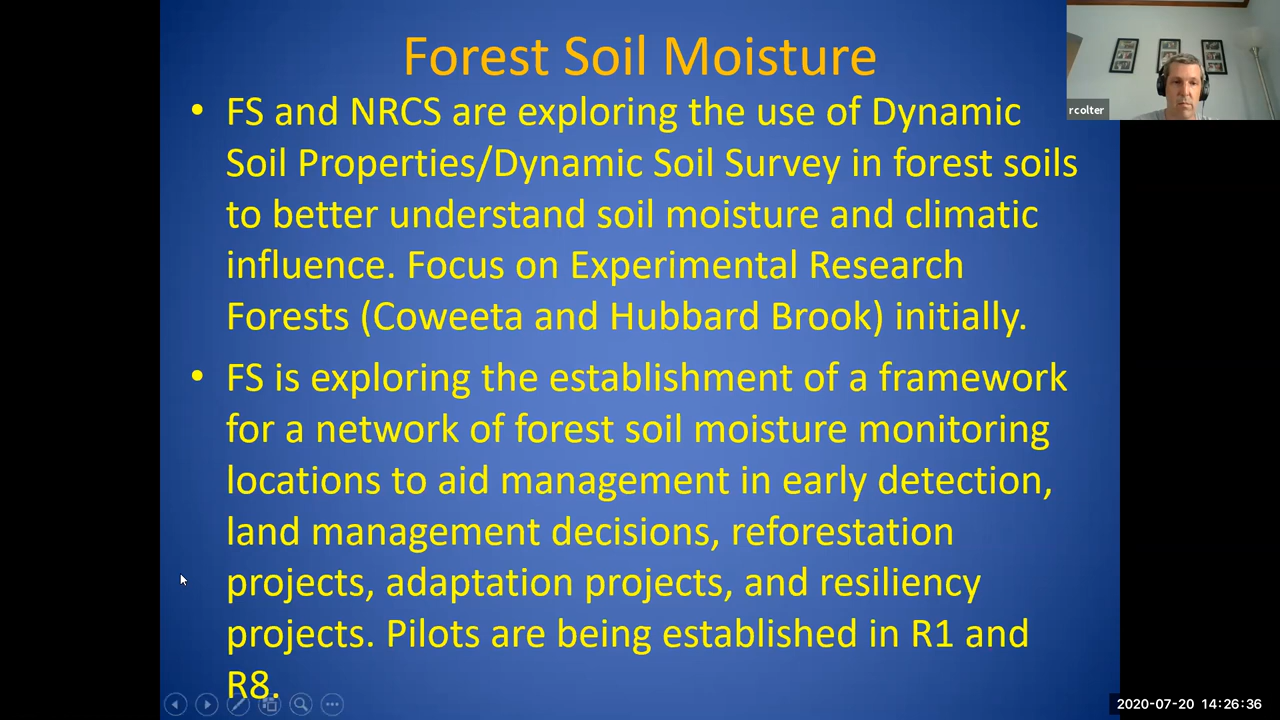 Forest Soil Moisture
• FS and NRCS are exploring the use of Dynamic
Soil Properties/Dynamic Soil Survey in forest soils
to better understand soil moisture and climatic
influence. Focus on Experimental Research
Forests (Coweeta and Hubbard Brook) initially.
• FS is exploring the establishment of a framework
for a network of forest soil moisture monitoring
locations to aid management in early detection,
land management decisions, reforestation
projects, adaptation projects, and resiliency
projects. Pilots are being established in R1 and
R8.
rcolter
2020-07-20 14:26:36